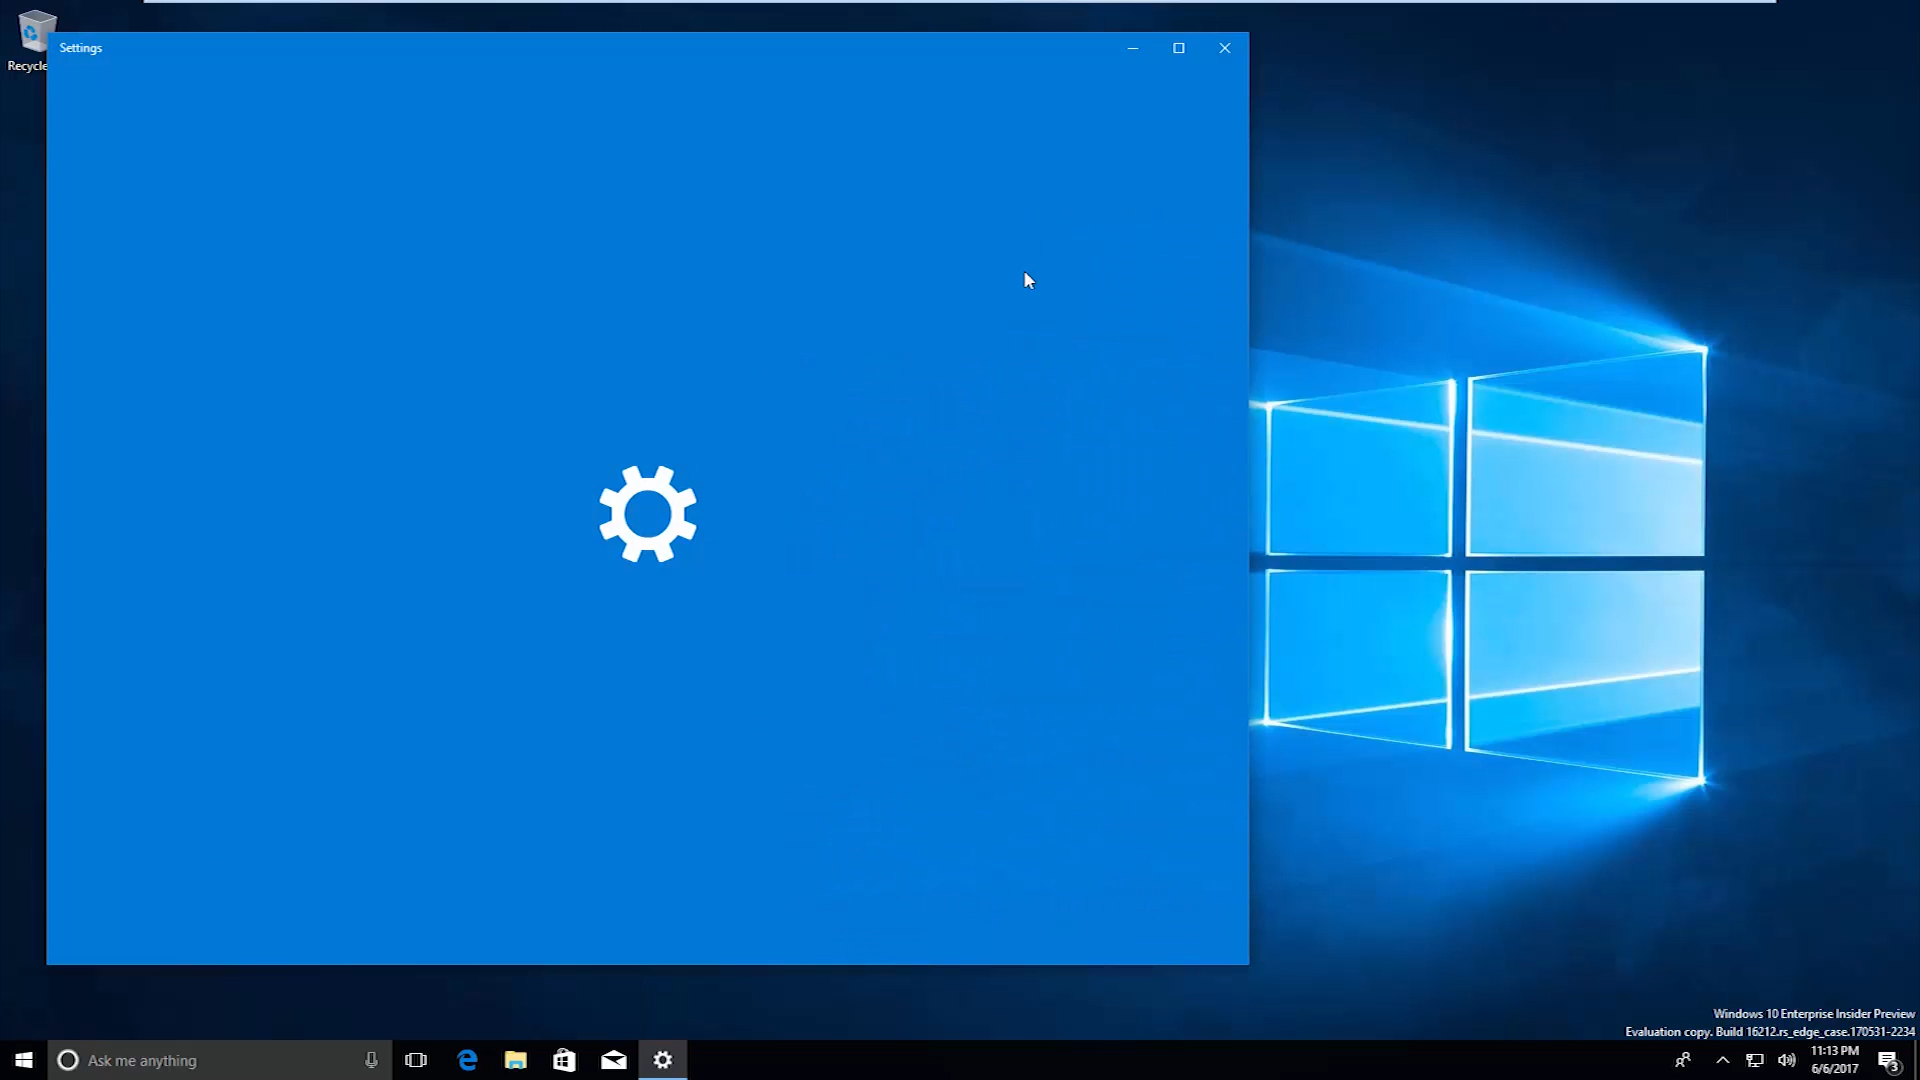 Settings
Recycle
Windows 10 Enterprise Insider Preview
Evaluation copy. Build 16212.rs_edge_case.170531-2234
Ask me anything
11:13 PM
6/6/2017
3